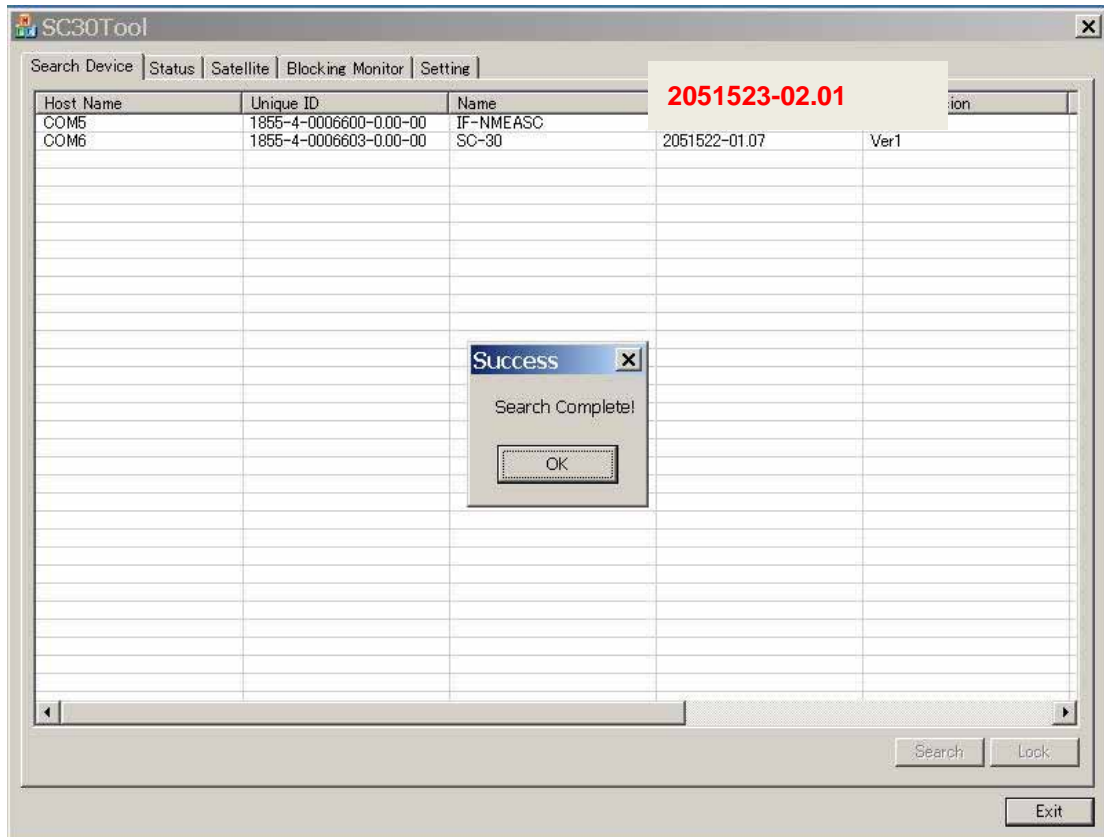 SC30Tool
Search Device Status Satellite Blocking Monitor Setting
2051523-02.01
Host Name Unique ID Name ion
COM5 1855-4-0006600-0.00-00 IF-NMEASC
COM6 1855-4-0006603-0.00-00 SC-30 2051522-01.07 Ver1
Success
Search Complete!
OK
Search Lock
Exit